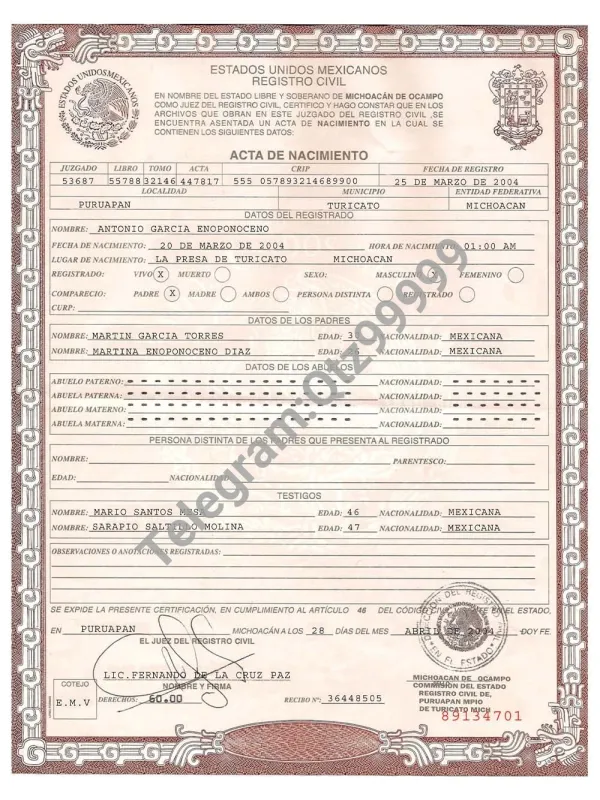 ESTADOS UNIDOS MEXICANOS
ESTADOS UNIDOS MEXICANOS
REGISTRO CIVIL
EN NOMBRE DEL ESTADO LIBRE Y SOBERANO DE MICHOACÁN DE OCAMPO
COMO JUEZ DEL REGISTRO CIVIL, CERTIFICO Y HAGO CONSTAR QUE EN LOS
ARCHIVOS QUE OBRAN EN ESTE JUZGADO DEL REGISTRO CIVIL ,SE
ENCUENTRA ASENTADA UN ACTA DE NACIMIENTO EN LA CUAL SE
CONTIENEN LOS SIGUIENTES DATOS:
ACTA DE NACIMIENTO
JUZGADO LIBRO TOMO ACTA CRIP FECHA DE REGISTRO
53687 55788 32146 447817 555 057893214689900 25 DE MARZO DE 2004
LOCALIDAD MUNICIPIO ENTIDAD FEDERATIVA
PURUAPAN TURICATO MICHOACAN
DATOS DEL REGISTRADO
NOMBRE: ANTONIO GARCIA ENOPONOCENO
FECHA DE NACIMIENTO: 20 DE MARZO DE 2004 HORA DE NACIMIENTO 01:00 AM
LUGAR DE NACIMIENTO: LA PRESA DE TURICATO MICHOACAN
REGISTRADO: VIVO X MUERTO SEXO: MASCULINO X FEMENINO
COMPARECIO: PADRE X MADRE AMBOS PERSONA DISTINTA REGISTRADO
CURP:
DATOS DE LOS PADRES
NOMBRE: MARTIN GARCIA TORRES EDAD: NACIONALIDAD: MEXICANA
NOMBRE: MARTINA ENOPONOCENO DIAZ EDAD: NACIONALIDAD: MEXICANA
DATOS DE LOS ABUELOS
ABUELO PATERNO: NACIONALIDAD:
ABUELA PATERNA: NACIONALIDAD:
ABUELO MATERNO: NACIONALIDAD:
ABUELA MATERNA: NACIONALIDAD:
PERSONA DISTINTA DE LOS PADRES QUE PRESENTA AL REGISTRADO
NOMBRE: PARENTESCO:
EDAD: NACIONALIDAD:
TESTIGOS
NOMBRE: MARIO SANTOS MESA EDAD: 46 NACIONALIDAD: MEXICANA
NOMBRE: SARAPIO SALTILLO MOLINA EDAD: 47 NACIONALIDAD: MEXICANA
OBSERVACIONES O ANOTACIONES REGISTRADAS:
SE EXPIDE LA PRESENTE CERTIFICACIÓN, EN CUMPLIMIENTO AL ARTÍCULO 46 DEL CÓDIGO CIVIL EN EL ESTADO.
EN PURUAPAN MICHOACÁN A LOS 28 DÍAS DEL MES ABRIL DE 2004 DOY FE.
EL JUEZ DEL REGISTRO CIVIL
LIC.FERNANDO DE LA CRUZ PAZ
NOMBRE Y FIRMA
COTEJO
E.M.V
DERECHOS: 60.00 RECIBO Nº: 36448505
MICHOACAN DE OCAMPO
COMISIÓN DEL ESTADO
REGISTRO CIVIL DE,
PURUAPAN MPIO
DE TURICATO MICH
89134701
Telegram:Qtz99999